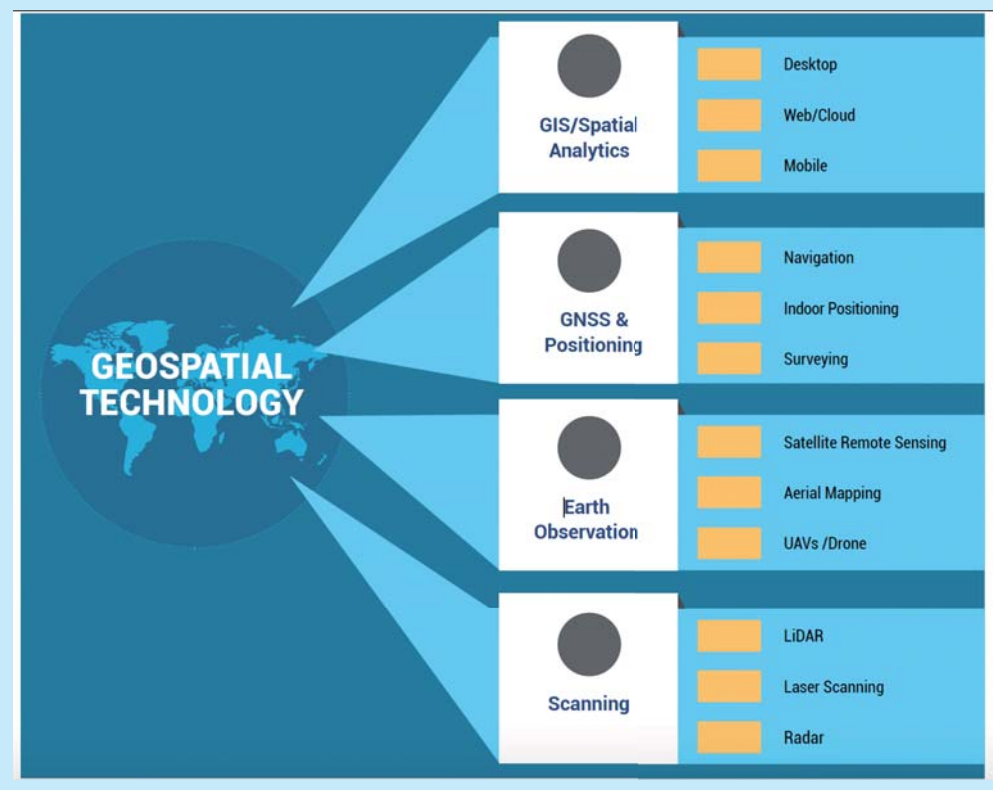 GEOSPATIAL
TECHNOLOGY
GIS/Spatial
Analytics
Desktop
Web/Cloud
Mobile
GNSS &
Positioning
Navigation
Indoor Positioning
Surveying
Earth
Observation
Satellite Remote Sensing
Aerial Mapping
UAVs /Drone
Scanning
LiDAR
Laser Scanning
Radar